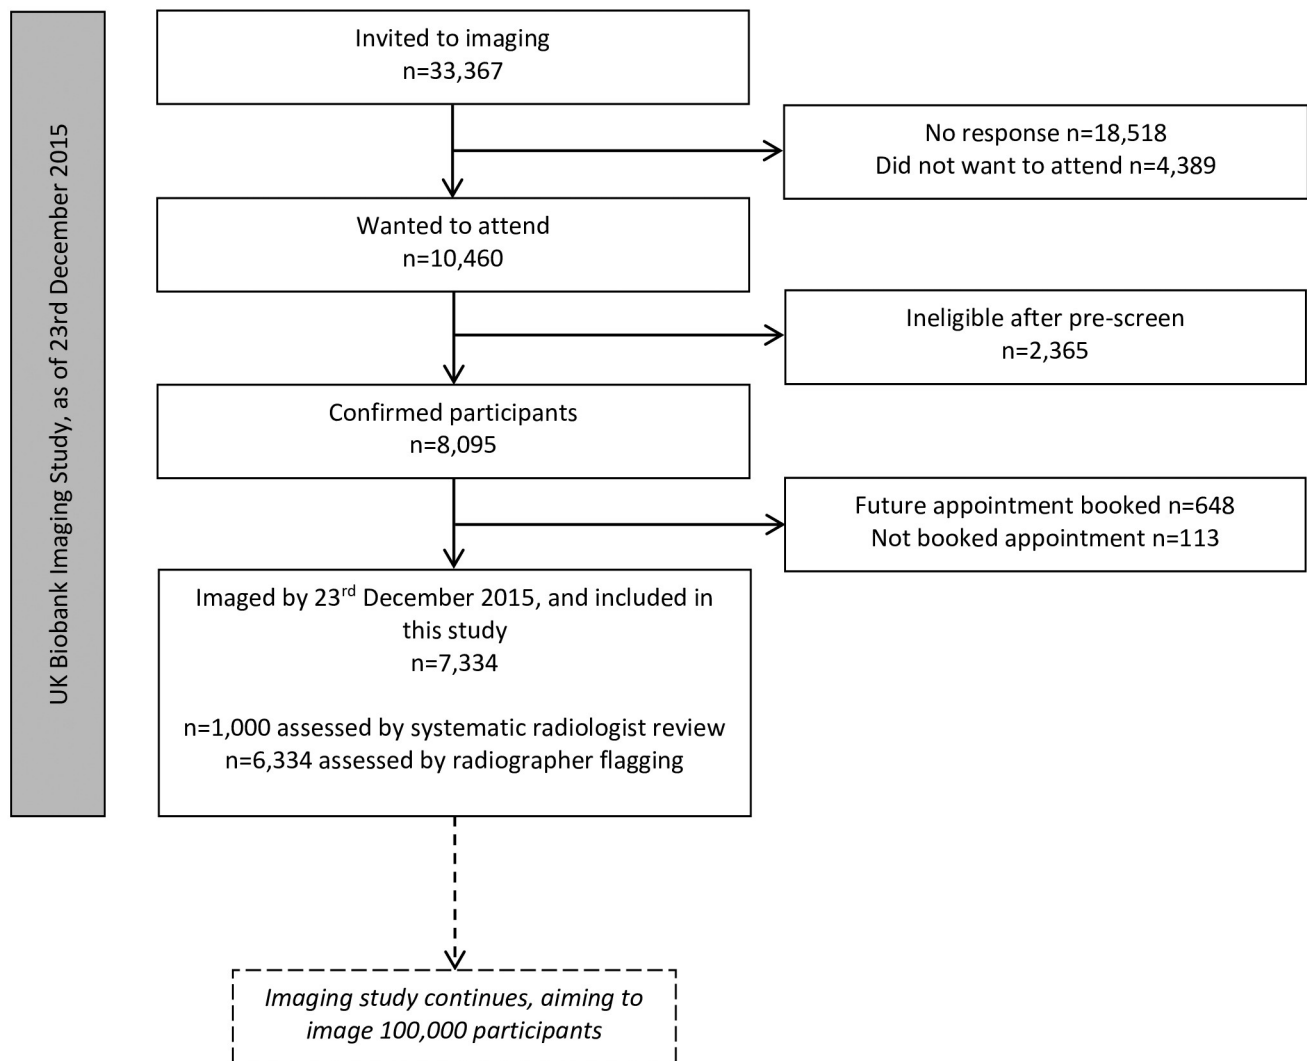 UK Biobank Imaging Study, as of 23rd December 2015
Invited to imaging
n=33,367
No response n=18,518
Did not want to attend n=4,389
Wanted to attend
n=10,460
Ineligible after pre-screen
n=2,365
Confirmed participants
n=8,095
Future appointment booked n=648
Not booked appointment n=113
Imaged by 23rd December 2015, and included in
this study
n=7,334
n=1,000 assessed by systematic radiologist review
n=6,334 assessed by radiographer flagging
Imaging study continues, aiming to
image 100,000 participants